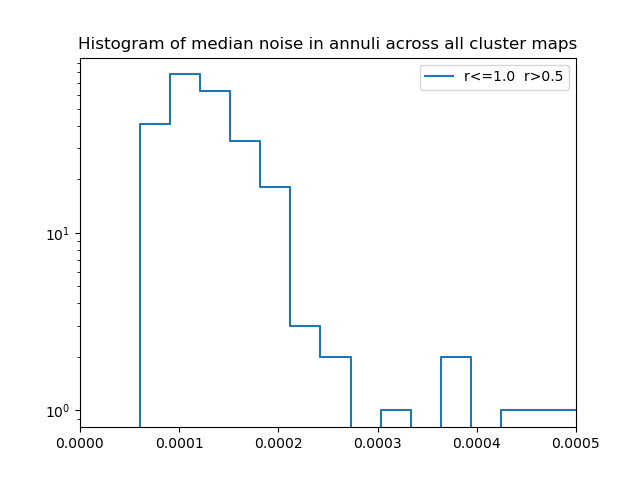 Histogram of median noise in annuli across all cluster maps
r<=1.0  r>0.5
10¹
10⁰
0.0000 0.0001 0.0002 0.0003 0.0004 0.0005